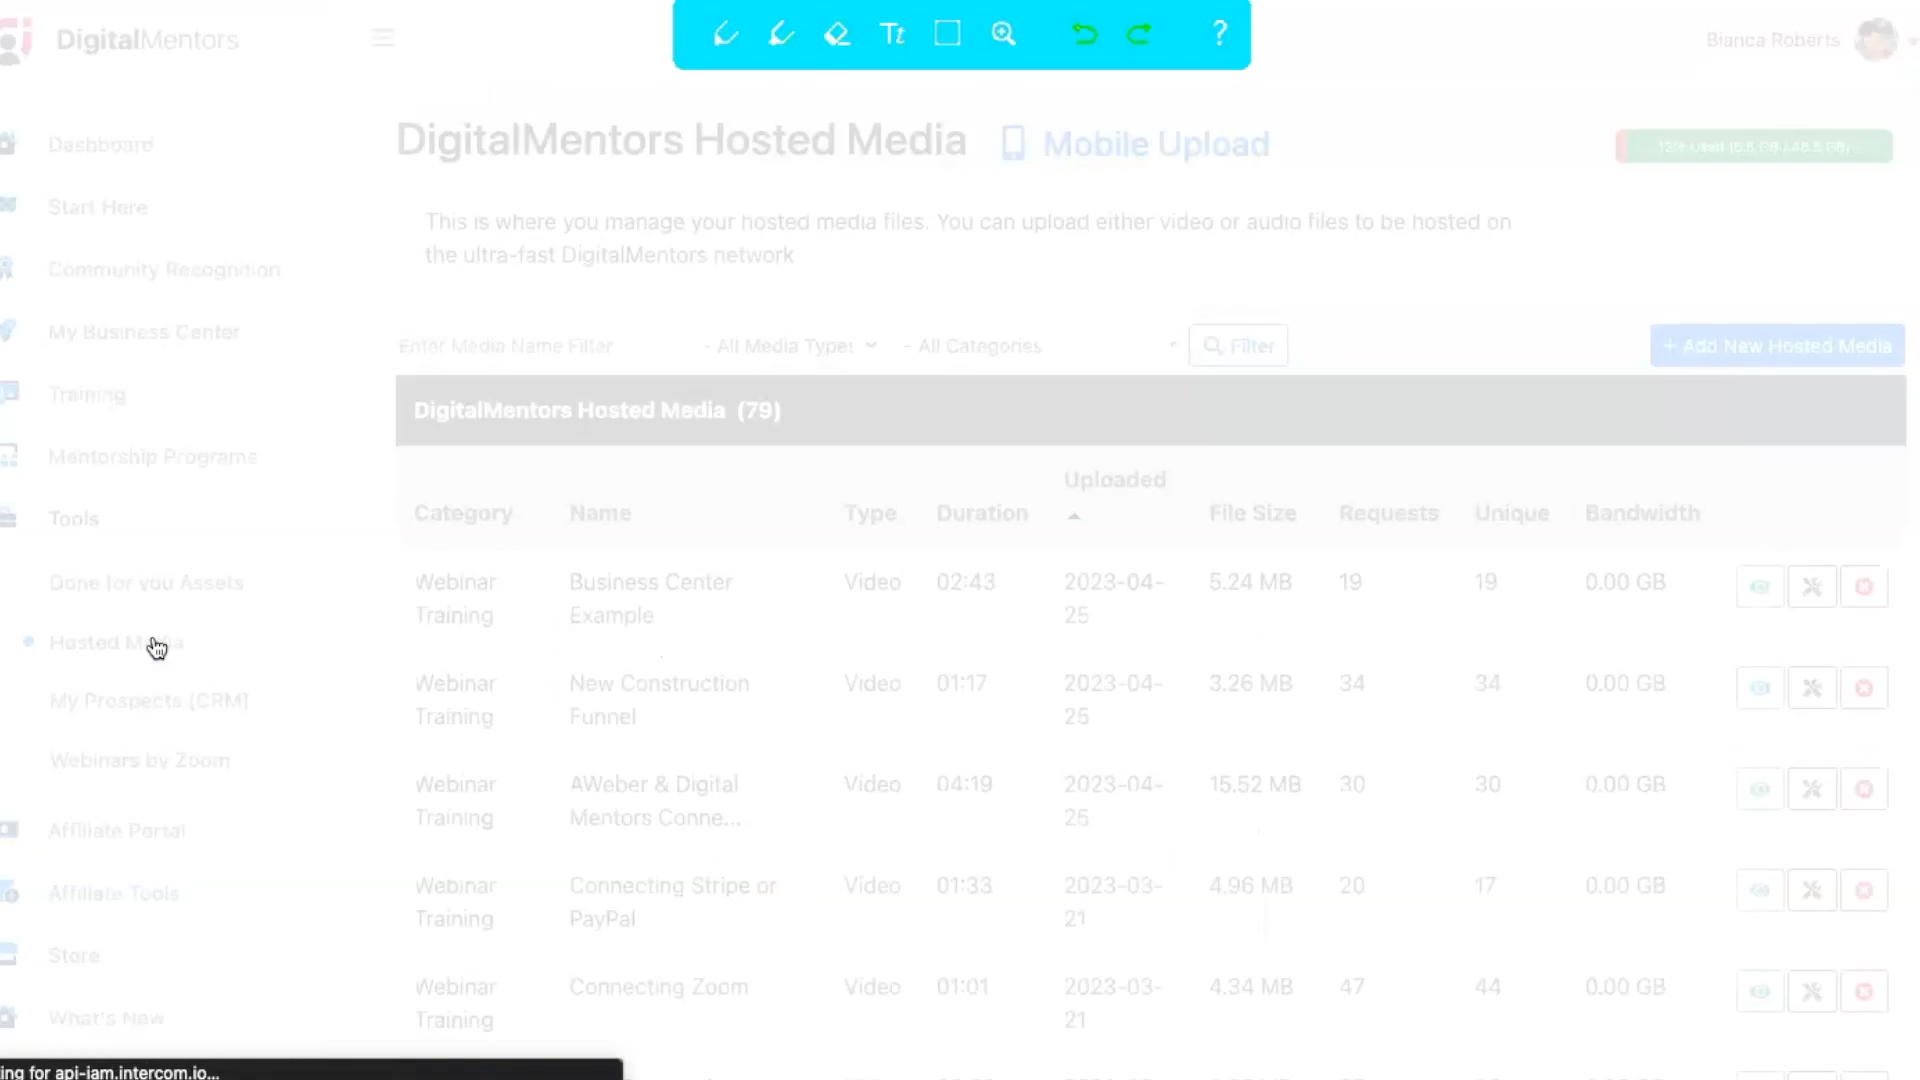 DigitalMentors
Tt
?
Bianca Roberts
Dashboard
Start Here
Community Recognition
My Business Center
Training
Mentorship Programs
Tools
Done for you Assets
Hosted Media
My Prospects (CRM)
Webinars by Zoom
Affiliate Portal
Affiliate Tools
Store
What's New
DigitalMentors Hosted Media
Mobile Upload
This is where you manage your hosted media files. You can upload either video or audio files to be hosted on
the ultra-fast DigitalMentors network
Enter Media Name Filter
- All Media Types
- All Categories
Filter
+ Add New Hosted Media
DigitalMentors Hosted Media (79)
Category Name Type Duration Uploaded File Size Requests Unique Bandwidth
Webinar Business Center Video 02:43 2023-04- 5.24 MB 19 19 0.00 GB
Training Example 25
Webinar New Construction Video 01:17 2023-04- 3.26 MB 34 34 0.00 GB
Training Funnel 25
Webinar AWeber & Digital Video 04:19 2023-04- 15.52 MB 30 30 0.00 GB
Training Mentors Conne... 25
Webinar Connecting Stripe or Video 01:33 2023-03- 4.96 MB 20 17 0.00 GB
Training PayPal 21
Webinar Connecting Zoom Video 01:01 2023-03- 4.34 MB 47 44 0.00 GB
Training 21
ing for api-iam.intercom.io...